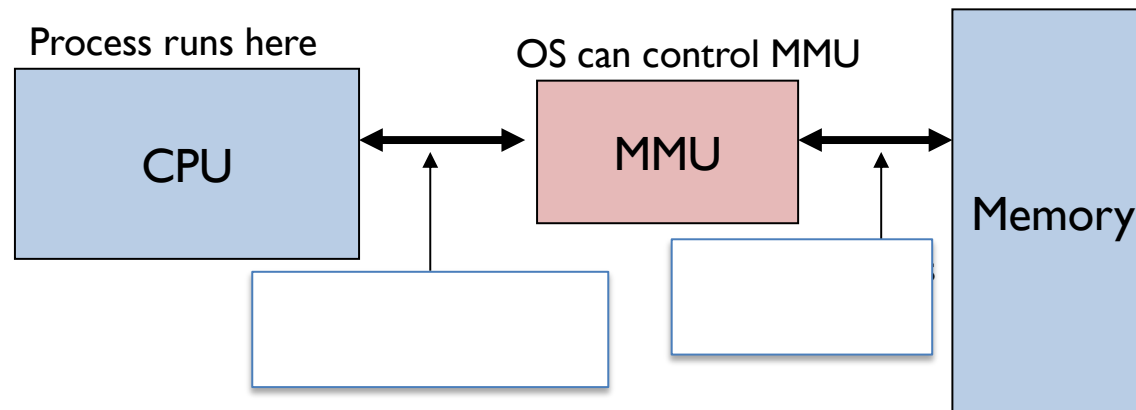 Process runs here
OS can control MMU
CPU
MMU
Memory
s